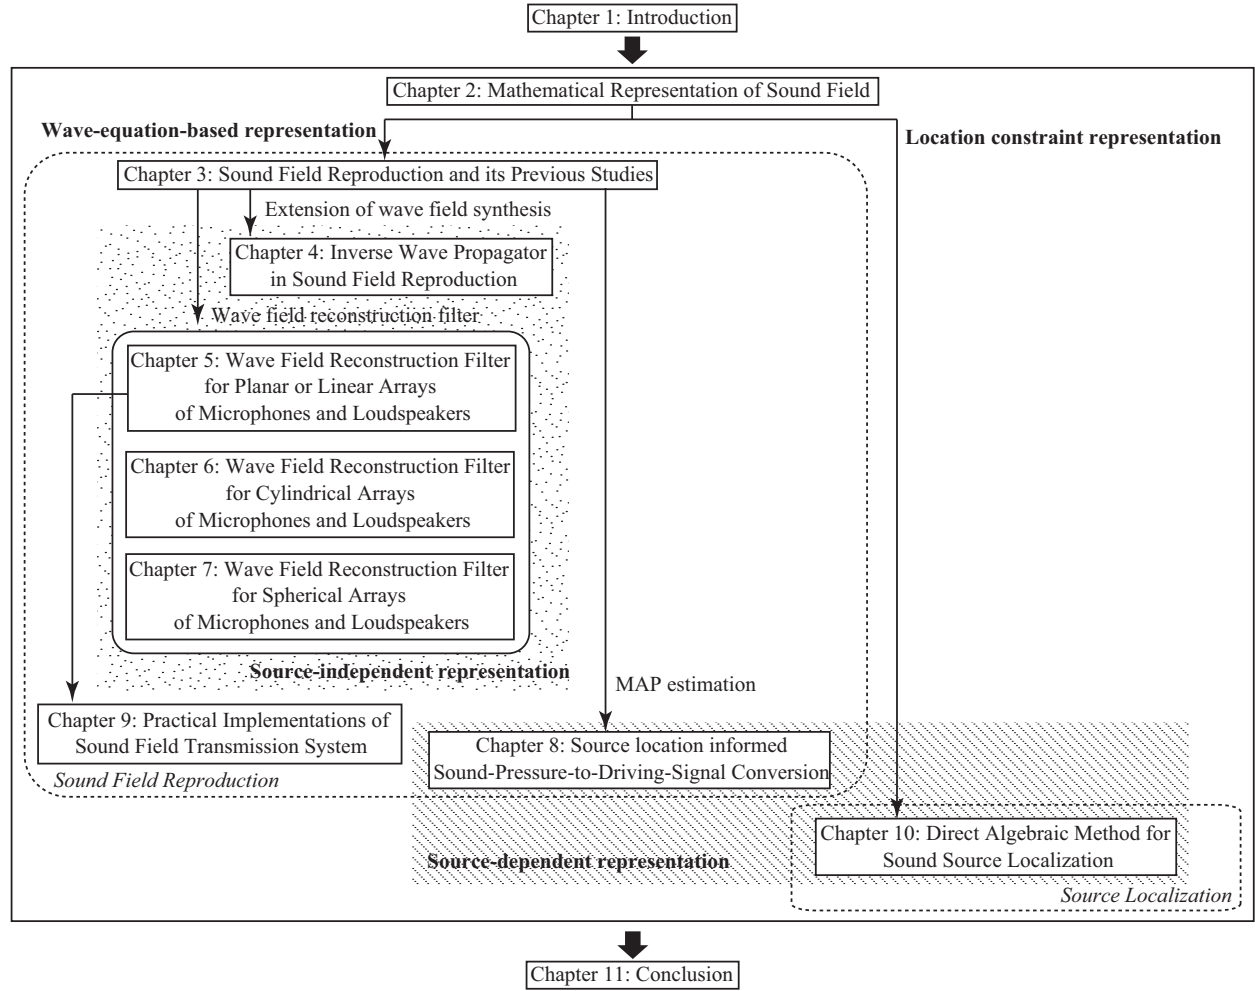 Chapter 1: Introduction
Chapter 2: Mathematical Representation of Sound Field
Wave-equation-based representation
Location constraint representation
Chapter 3: Sound Field Reproduction and its Previous Studies
Extension of wave field synthesis
Chapter 4: Inverse Wave Propagator
in Sound Field Reproduction
Wave field reconstruction filter
Chapter 5: Wave Field Reconstruction Filter
for Planar or Linear Arrays
of Microphones and Loudspeakers
Chapter 6: Wave Field Reconstruction Filter
for Cylindrical Arrays
of Microphones and Loudspeakers
Chapter 7: Wave Field Reconstruction Filter
for Spherical Arrays
of Microphones and Loudspeakers
Source-independent representation
MAP estimation
Chapter 9: Practical Implementations of
Sound Field Transmission System
Sound Field Reproduction
Chapter 8: Source location informed
Sound-Pressure-to-Driving-Signal Conversion
Chapter 10: Direct Algebraic Method for
Sound Source Localization
Source-dependent representation
Source Localization
Chapter 11: Conclusion